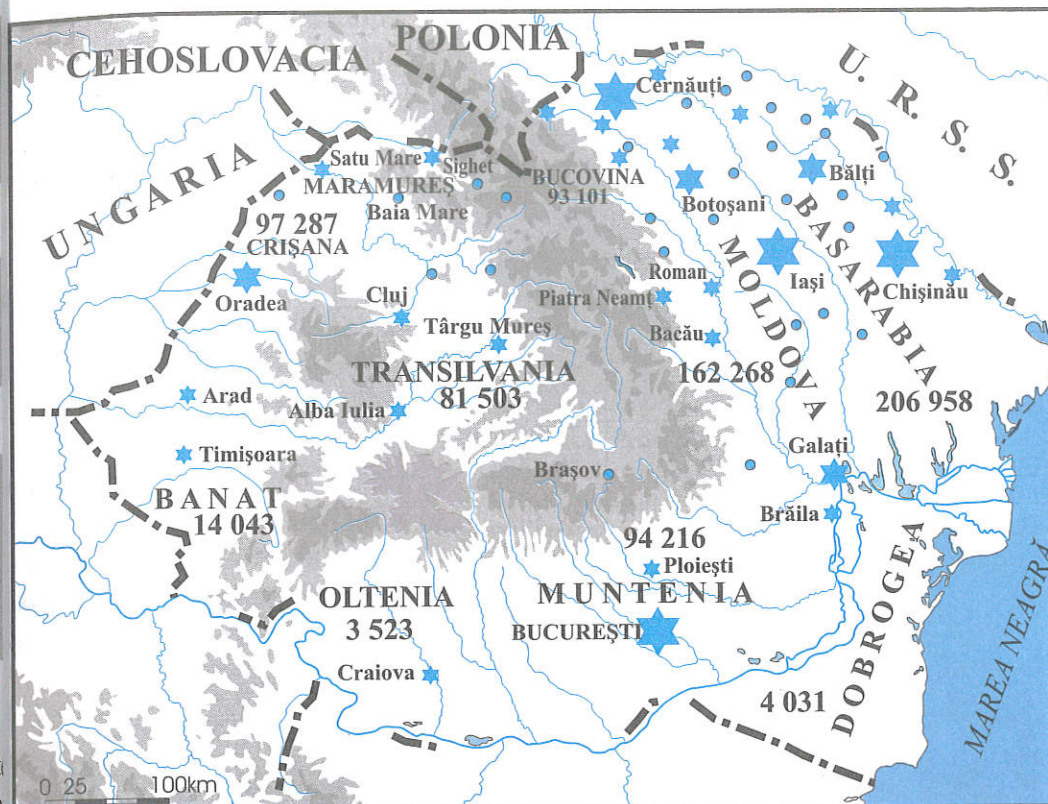 CEHOSLOVACIA
POLONIA
U. R. S. S.
UNGARIA
Cernăuți
Satu Mare
Sighet
MARAMUREȘ
Baia Mare
BUCOVINA
93 101
Bălți
Botoșani
97 287
CRIȘANA
Oradea
MOLDOVA
BASARABIA
Iași
Chișinău
Roman
Piatra Neamț
Cluj
Târgu Mureș
Bacău
TRANSILVANIA
81 503
162 268
206 958
Arad
Alba Iulia
Timișoara
Galați
Brașov
BANAT
14 043
Brăila
94 216
Ploiești
OLTENIA
3 523
MUNTENIA
BUCUREȘTI
DOBROGEA
Craiova
4 031
MAREA NEAGRĂ
0 25 100km